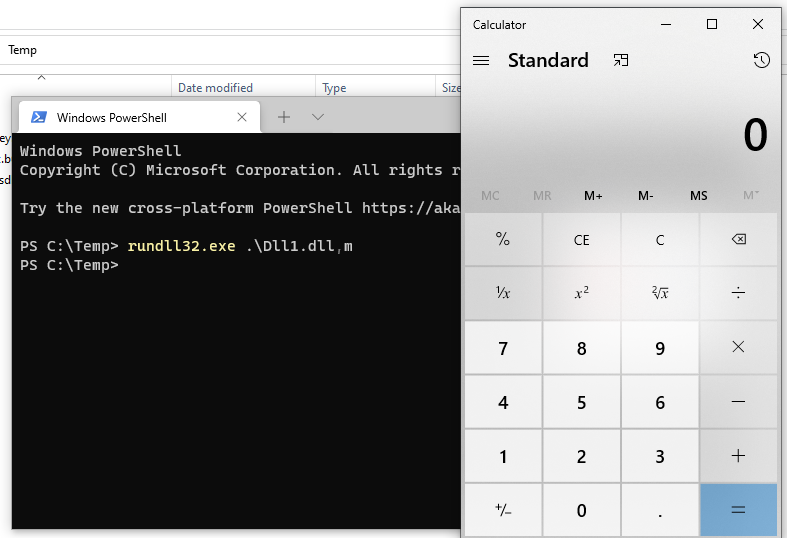 Temp
Date modified
Type
Size
Windows PowerShell
Windows PowerShell
Copyright (C) Microsoft Corporation. All rights r
Try the new cross-platform PowerShell https://aka
PS C:\Temp> rundll32.exe .\Dll1.dll,m
PS C:\Temp>
Calculator
Standard
0
MC MR M+ M- MS M˅
% CE C
⅟x x² ²√x ÷
7 8 9 ×
4 5 6 −
1 2 3 +
+/− 0 . =